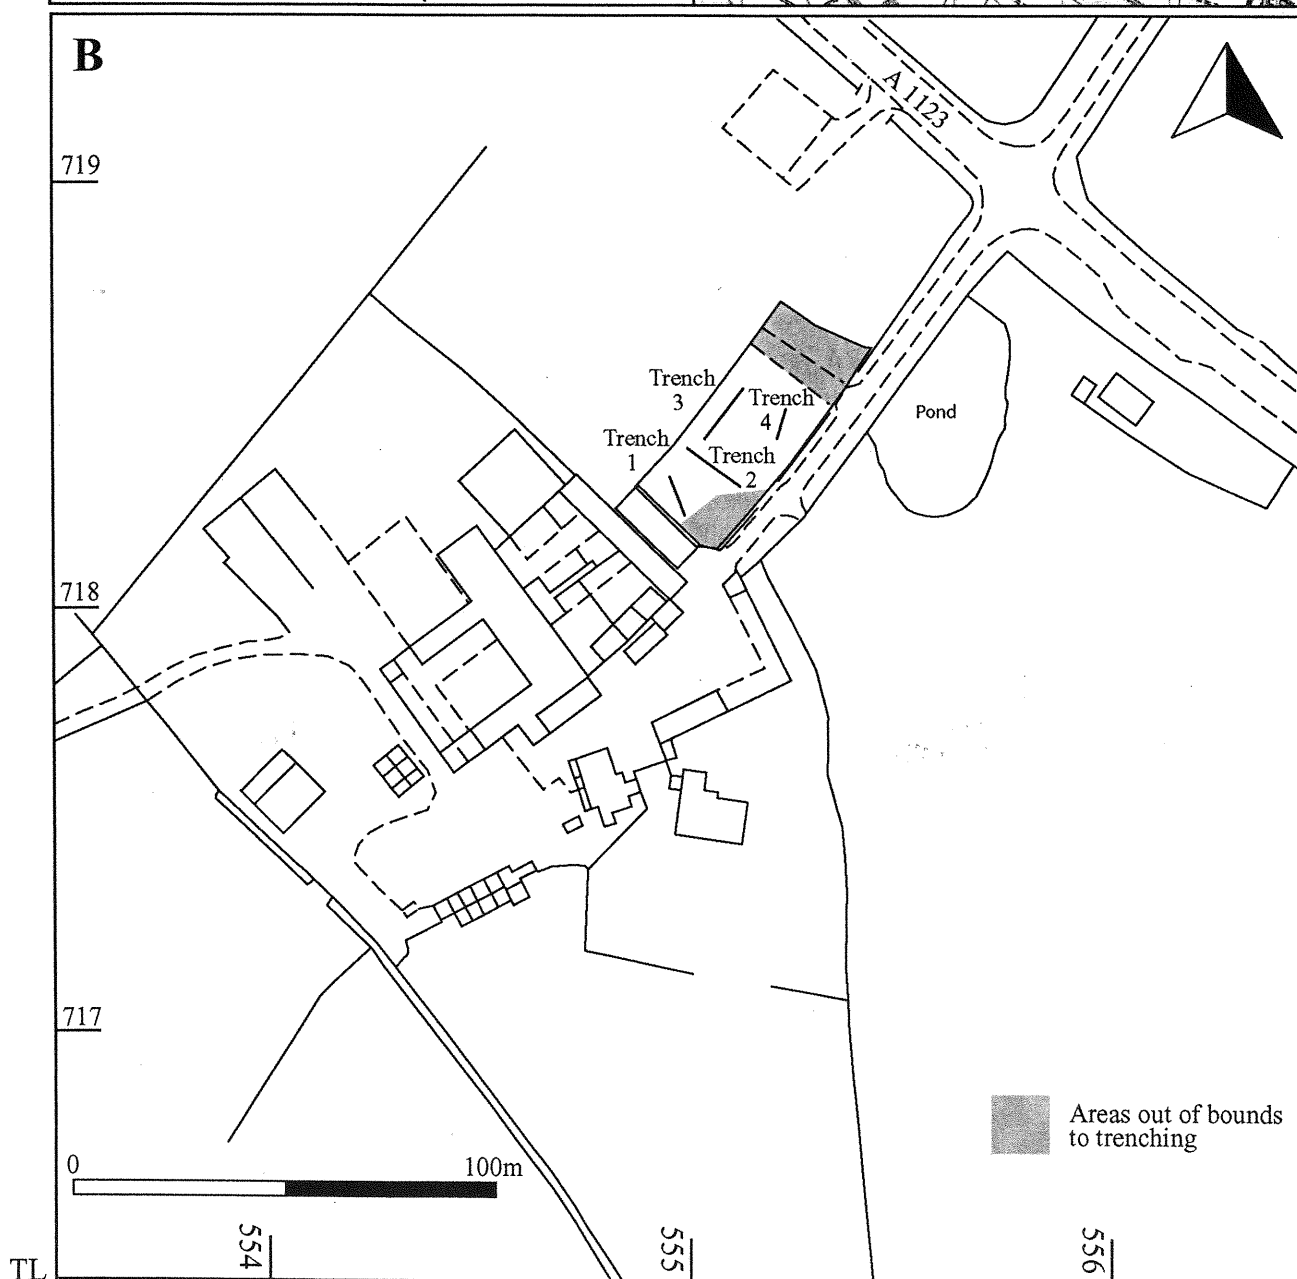 B
A 1123
719
Trench
3
Trench
4
Pond
Trench
1
Trench
2
718
717
Areas out of bounds
to trenching
0
100m
554
555
556
TL